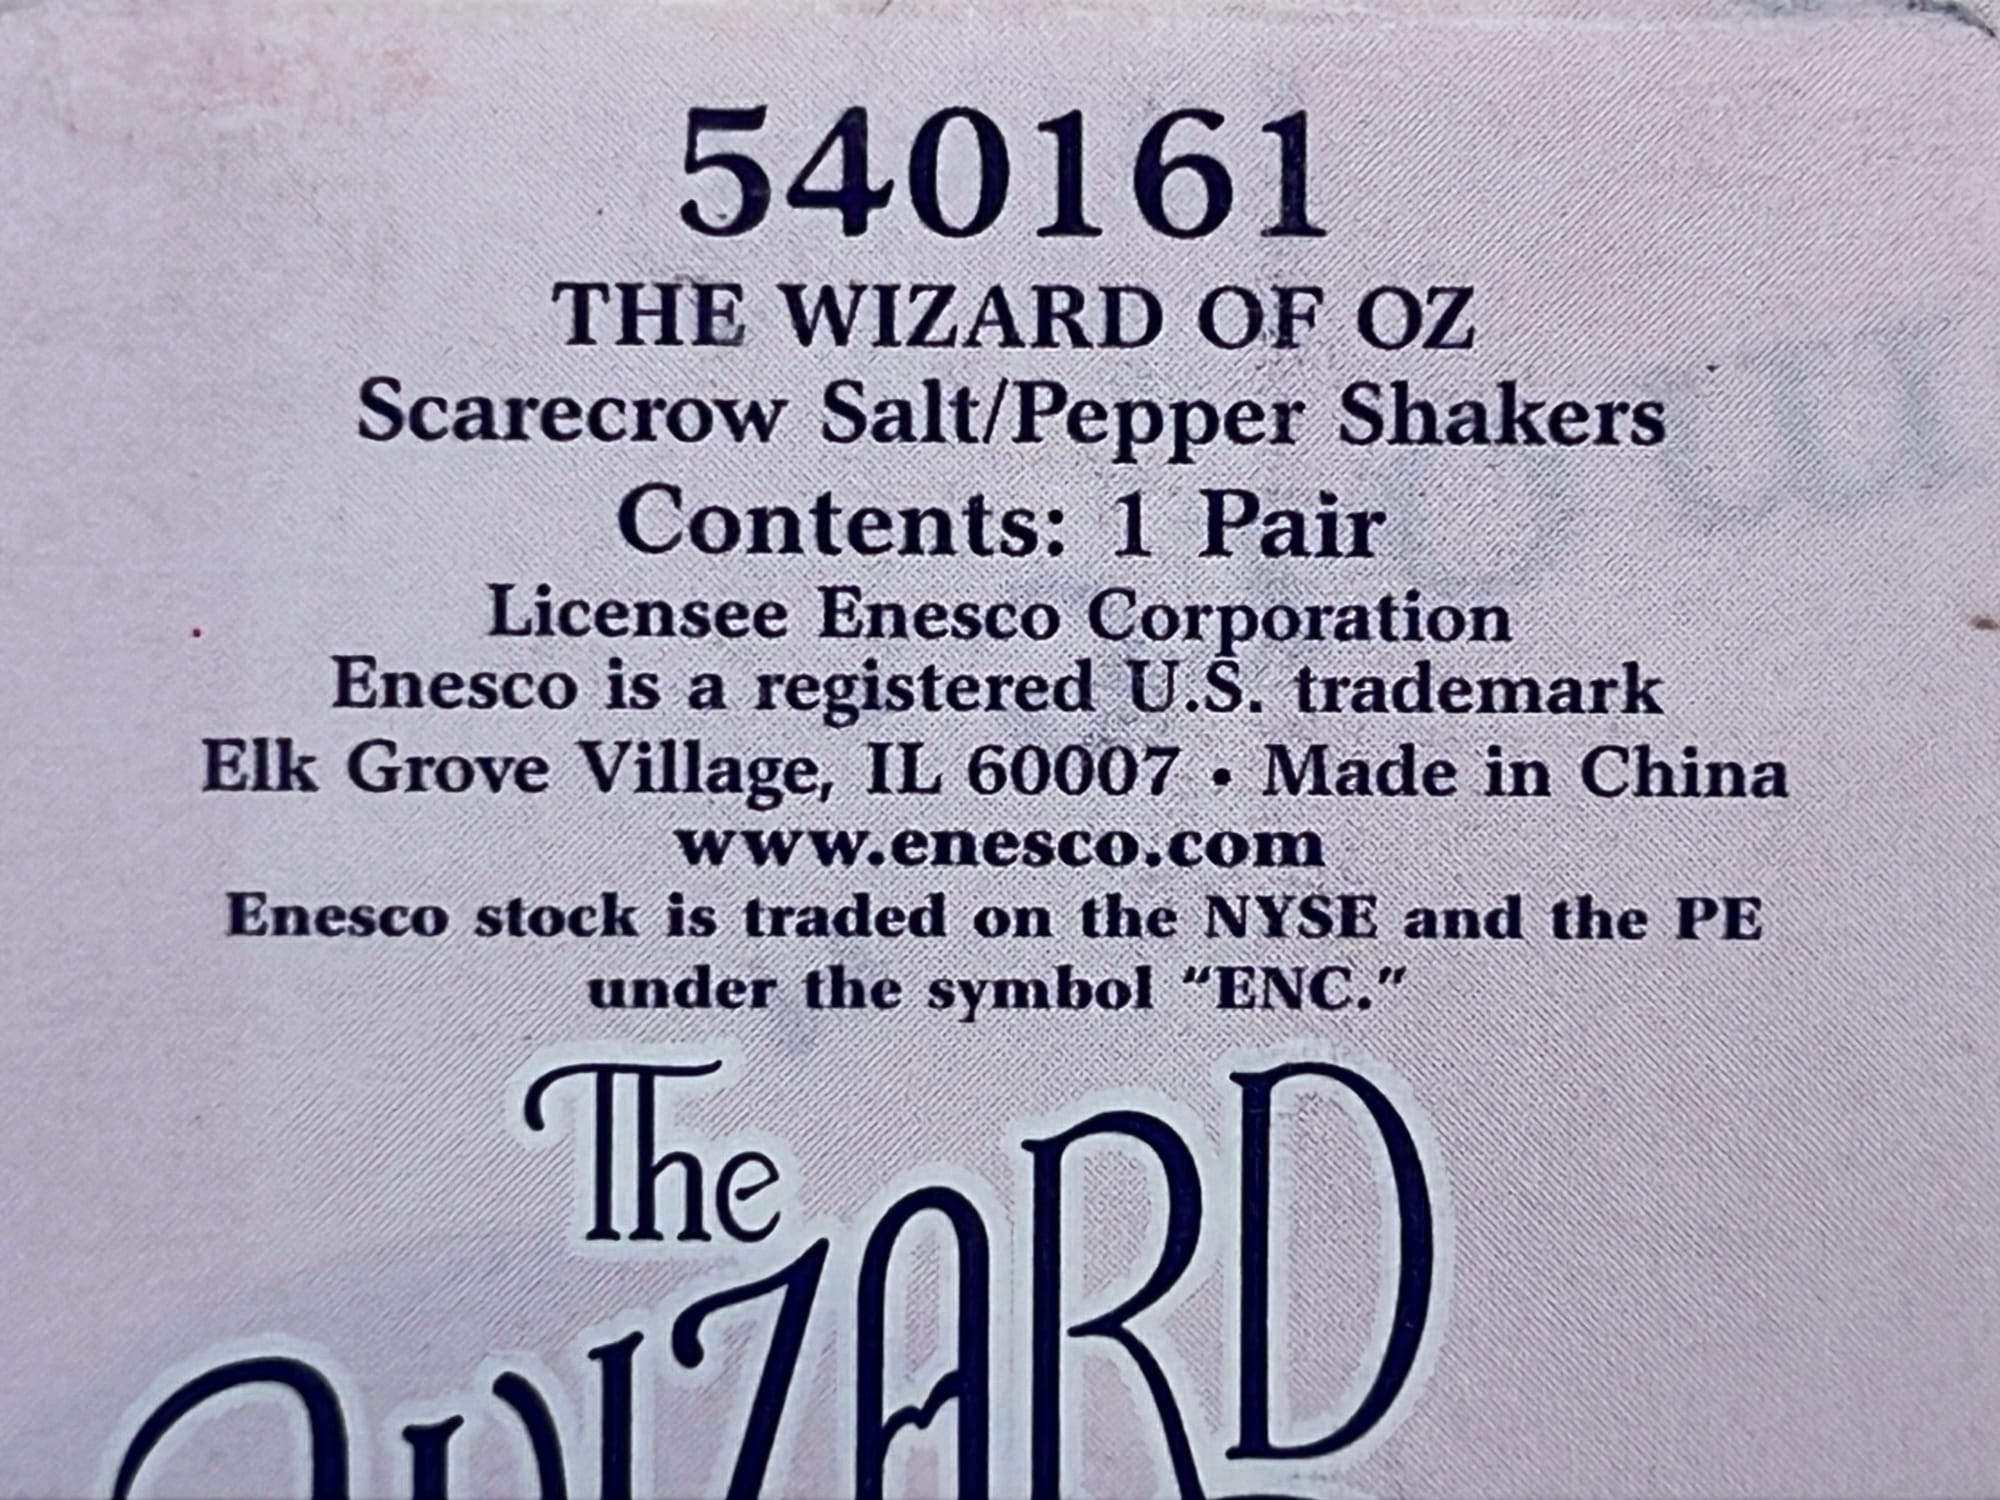 540161
THE WIZARD OF OZ
Scarecrow Salt/Pepper Shakers
Contents: 1 Pair
Licensee Enesco Corporation
Enesco is a registered U.S. trademark
Elk Grove Village, IL 60007 • Made in China
www.enesco.com
Enesco stock is traded on the NYSE and the PE
under the symbol “ENC.”
The
WIZARD